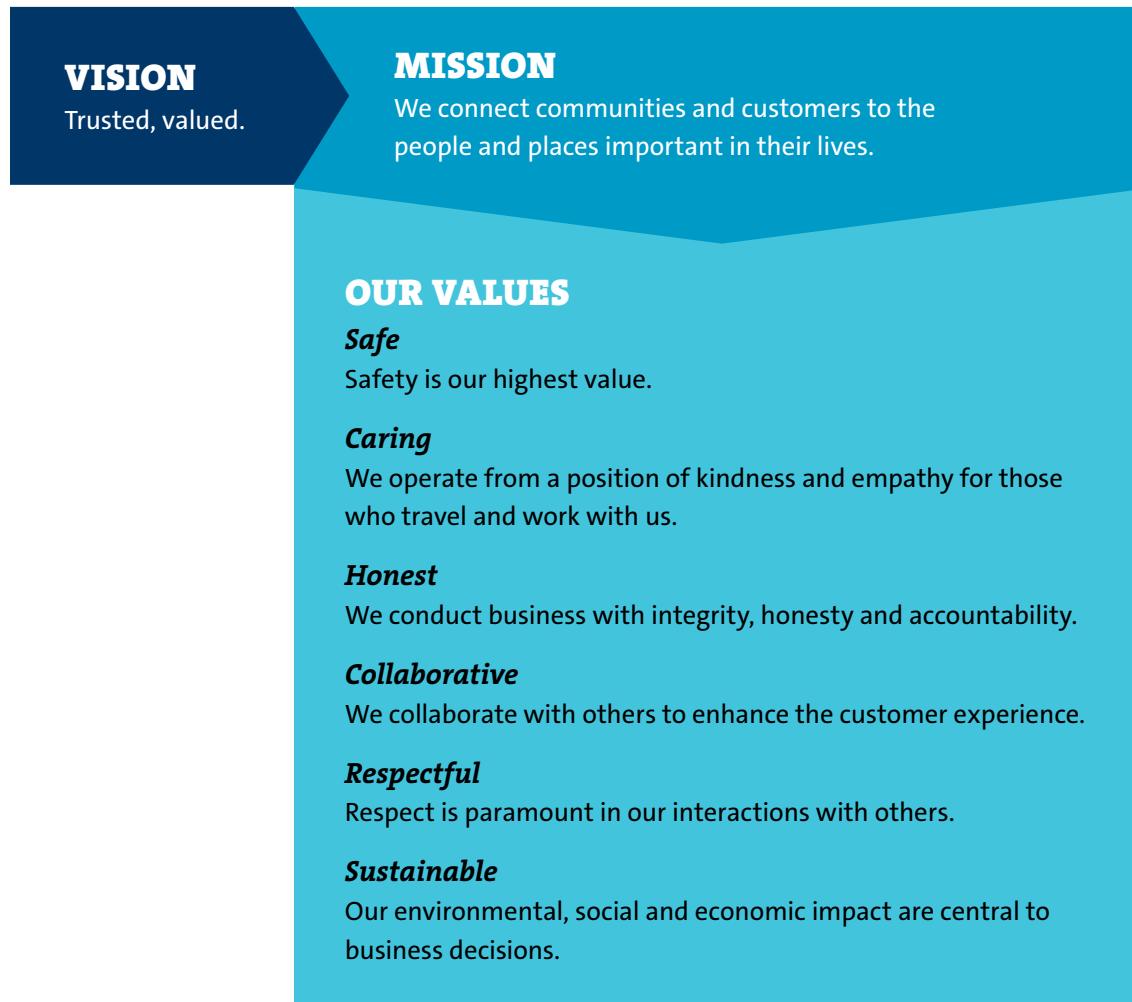 VISION
Trusted, valued.
MISSION
We connect communities and customers to the
people and places important in their lives.
OUR VALUES
Safe
Safety is our highest value.
Caring
We operate from a position of kindness and empathy for those
who travel and work with us.
Honest
We conduct business with integrity, honesty and accountability.
Collaborative
We collaborate with others to enhance the customer experience.
Respectful
Respect is paramount in our interactions with others.
Sustainable
Our environmental, social and economic impact are central to
business decisions.